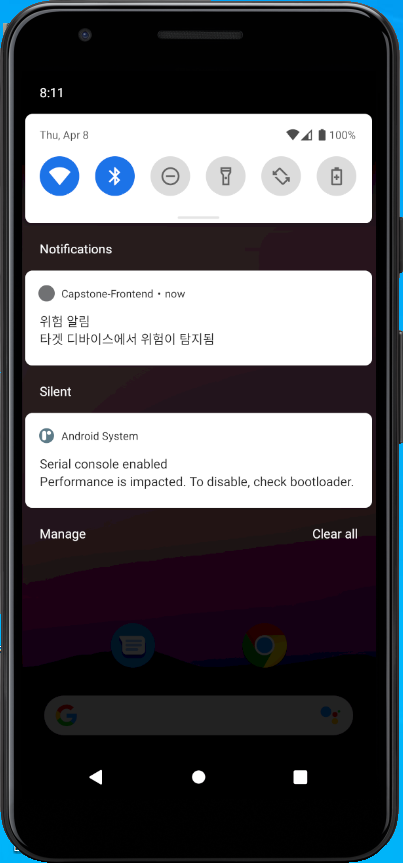 8:11
Thu, Apr 8
100%
Notifications
Capstone-Frontend • now
위험 알림
타겟 디바이스에서 위험이 탐지됨
Silent
Android System
Serial console enabled
Performance is impacted. To disable, check bootloader.
Manage
Clear all